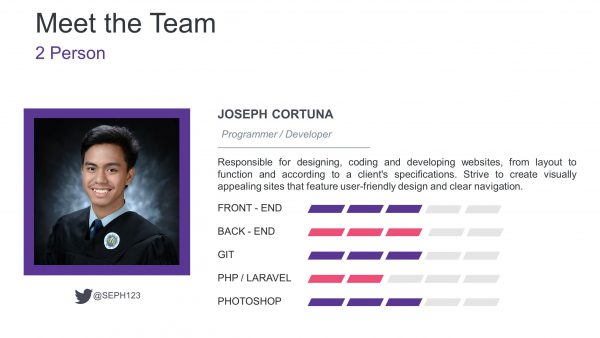 Meet the Team
2 Person
JOSEPH CORTUNA
Programmer / Developer
Responsible for designing, coding and developing websites, from layout to
function and according to a client's specifications. Strive to create visually
appealing sites that feature user-friendly design and clear navigation.
FRONT - END
BACK - END
GIT
PHP / LARAVEL
PHOTOSHOP
@SEPH123